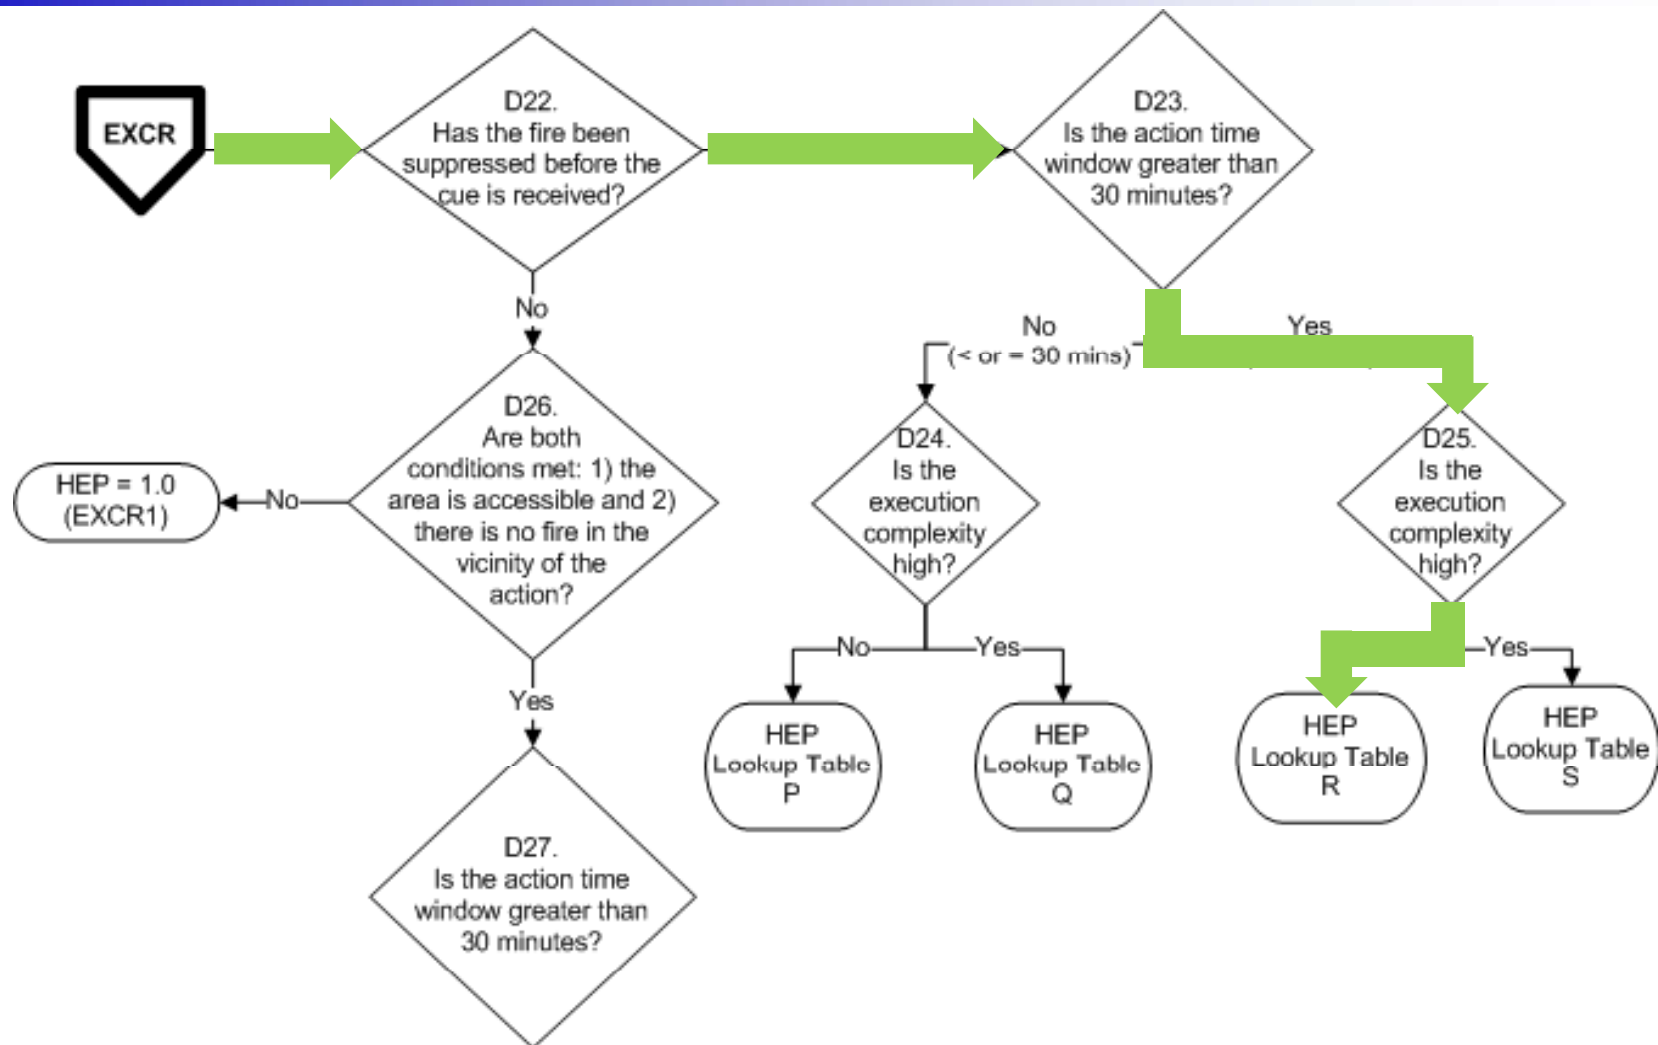 EXCR
D22.
Has the fire been
suppressed before the
cue is received?
D23.
Is the action time
window greater than
30 minutes?
No
No
(< or = 30 mins)
Yes
D26.
Are both
conditions met: 1) the
area is accessible and 2)
there is no fire in the
vicinity of the
action?
No
HEP = 1.0
(EXCR1)
D24.
Is the
execution
complexity
high?
D25.
Is the
execution
complexity
high?
No
Yes
Yes
Yes
HEP
Lookup Table
P
HEP
Lookup Table
Q
HEP
Lookup Table
R
HEP
Lookup Table
S
D27.
Is the action time
window greater than
30 minutes?